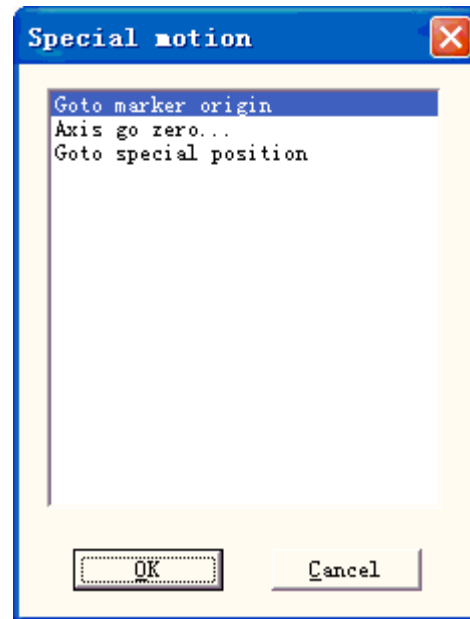 Special motion
Goto marker origin
Axis go zero...
Goto special position
OK
Cancel